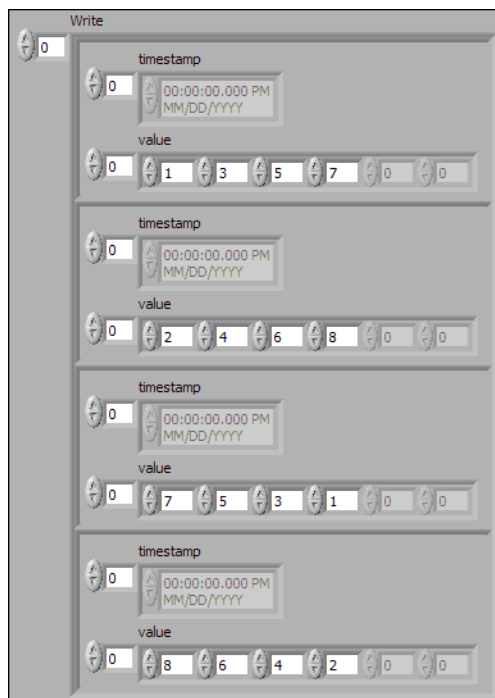 Write
0
timestamp
0 00:00:00.000 PM
MM/DD/YYYY
value
0 1 3 5 7 0 0
timestamp
0 00:00:00.000 PM
MM/DD/YYYY
value
0 2 4 6 8 0 0
timestamp
0 00:00:00.000 PM
MM/DD/YYYY
value
0 7 5 3 1 0 0
timestamp
0 00:00:00.000 PM
MM/DD/YYYY
value
0 8 6 4 2 0 0